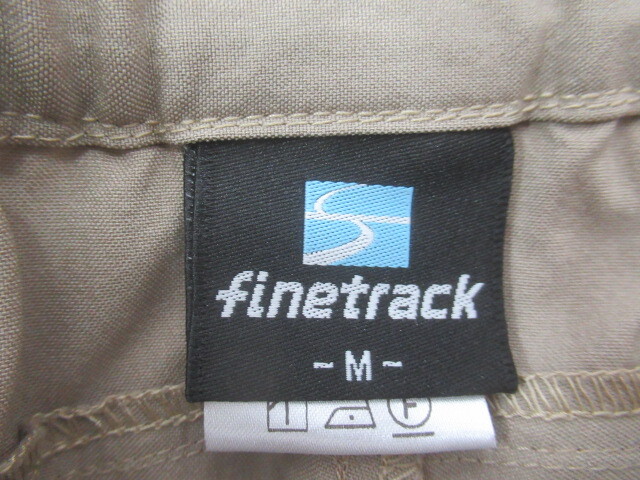 finetrack
- M -
F